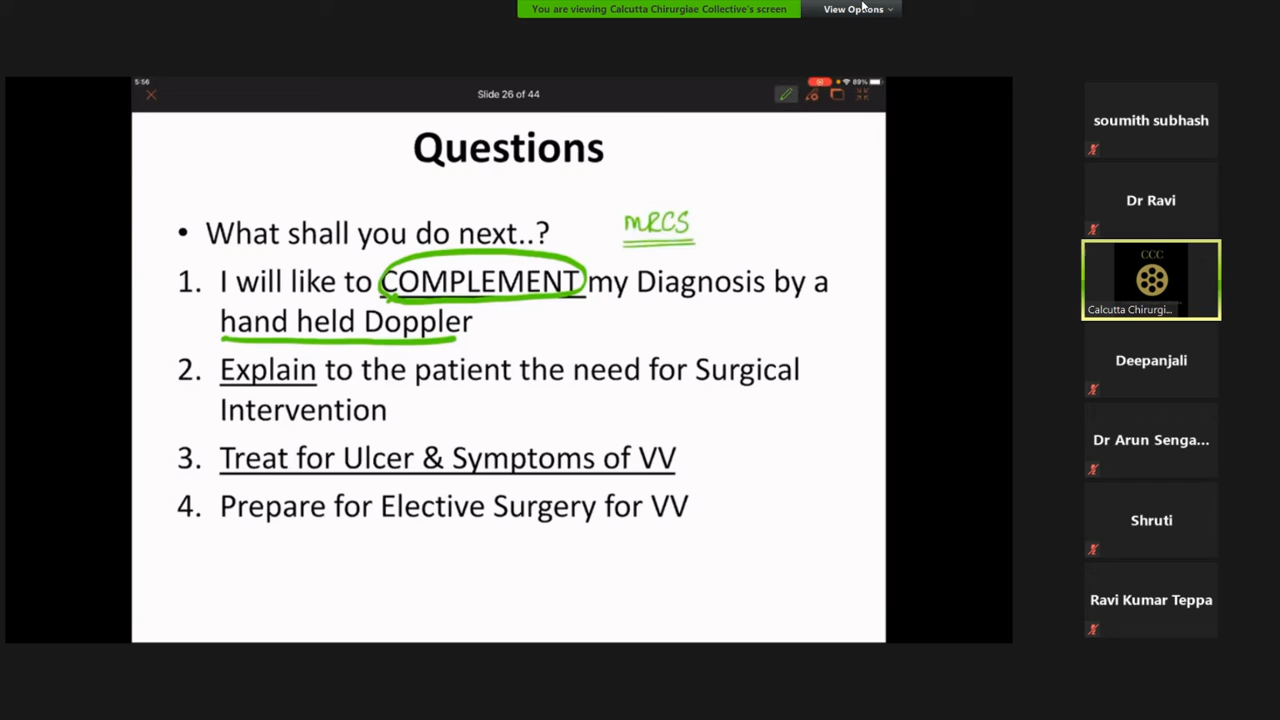 You are viewing Calcutta Chirurgiae Collective's screen
View Options
5:56
89%
Slide 26 of 44
Questions
• What shall you do next..?
MRCS
1. I will like to COMPLEMENT my Diagnosis by a
hand held Doppler
2. Explain to the patient the need for Surgical
Intervention
3. Treat for Ulcer & Symptoms of VV
4. Prepare for Elective Surgery for VV
soumith subhash
Dr Ravi
CCC
Calcutta Chirurgi...
Deepanjali
Dr Arun Senga...
Shruti
Ravi Kumar Teppa